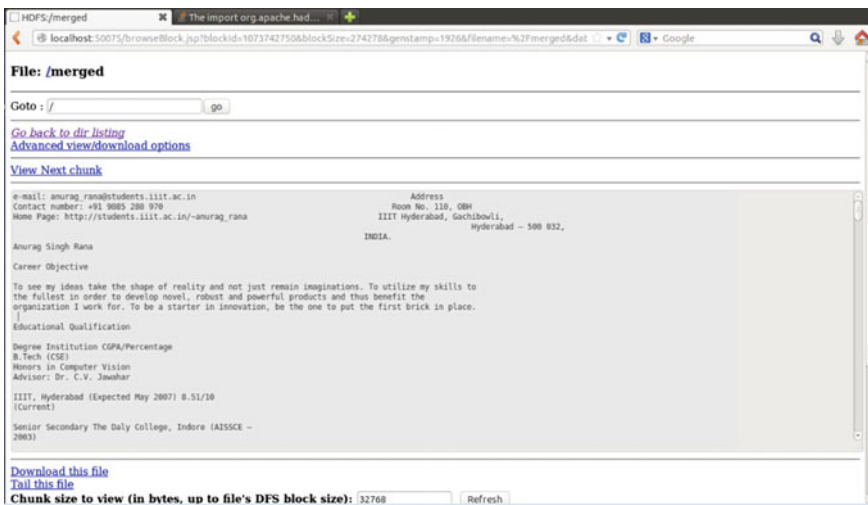 HDFS:/merged
The import org.apache.had...
localhost:50075/browseBlock.jsp?blockId=1073742750&blockSize=274278&genstamp=1926&filename=%2Fmerged&dat
Google
File: /merged
Goto : / go
Go back to dir listing
Advanced view/download options
View Next chunk
e-mail: anurag_rana@students.iiit.ac.in Address
Contact number: +91 9885 288 970 Room No. 110, OBH
Home Page: http://students.iiit.ac.in/~anurag_rana IIIT Hyderabad, Gachibowli,
Hyderabad – 500 032,
INDIA.
Anurag Singh Rana
Career Objective
To see my ideas take the shape of reality and not just remain imaginations. To utilize my skills to
the fullest in order to develop novel, robust and powerful products and thus benefit the
organization I work for. To be a starter in innovation, be the one to put the first brick in place.
Educational Qualification
Degree Institution CGPA/Percentage
B.Tech (CSE)
Honors in Computer Vision
Advisor: Dr. C.V. Jawahar
IIIT, Hyderabad (Expected May 2007) 8.51/10
(Current)
Senior Secondary The Daly College, Indore (AISSCE –
2003)
Download this file
Tail this file
Chunk size to view (in bytes, up to file's DFS block size): 32768 Refresh